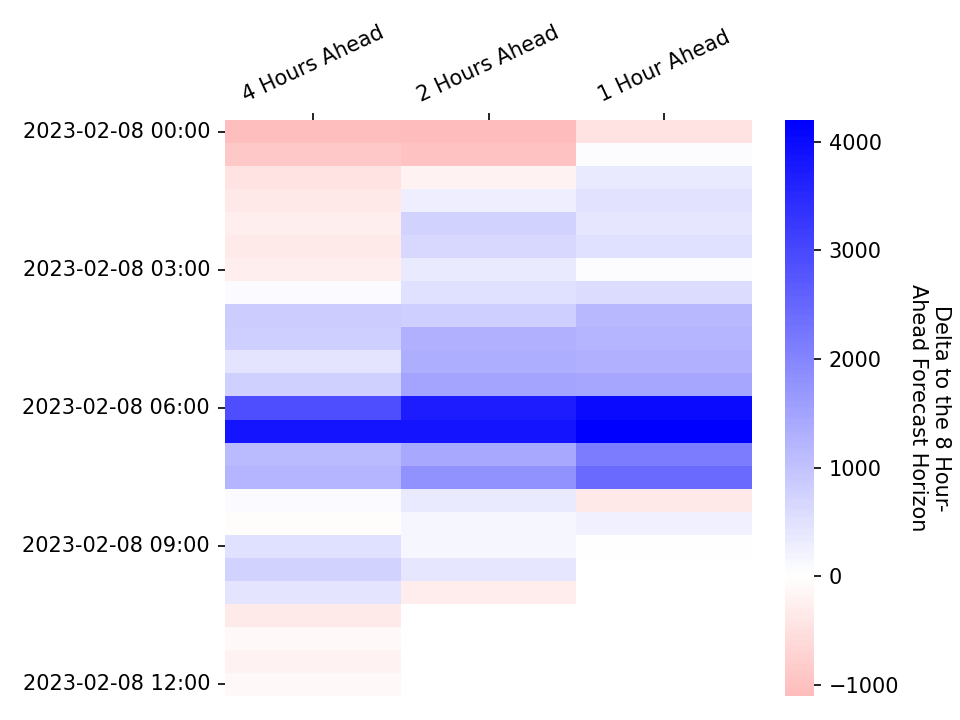 4 Hours Ahead
2 Hours Ahead
1 Hour Ahead
2023-02-08 00:00
2023-02-08 03:00
2023-02-08 06:00
2023-02-08 09:00
2023-02-08 12:00
4000
3000
2000
1000
0
−1000
Delta to the 8 Hour-
Ahead Forecast Horizon